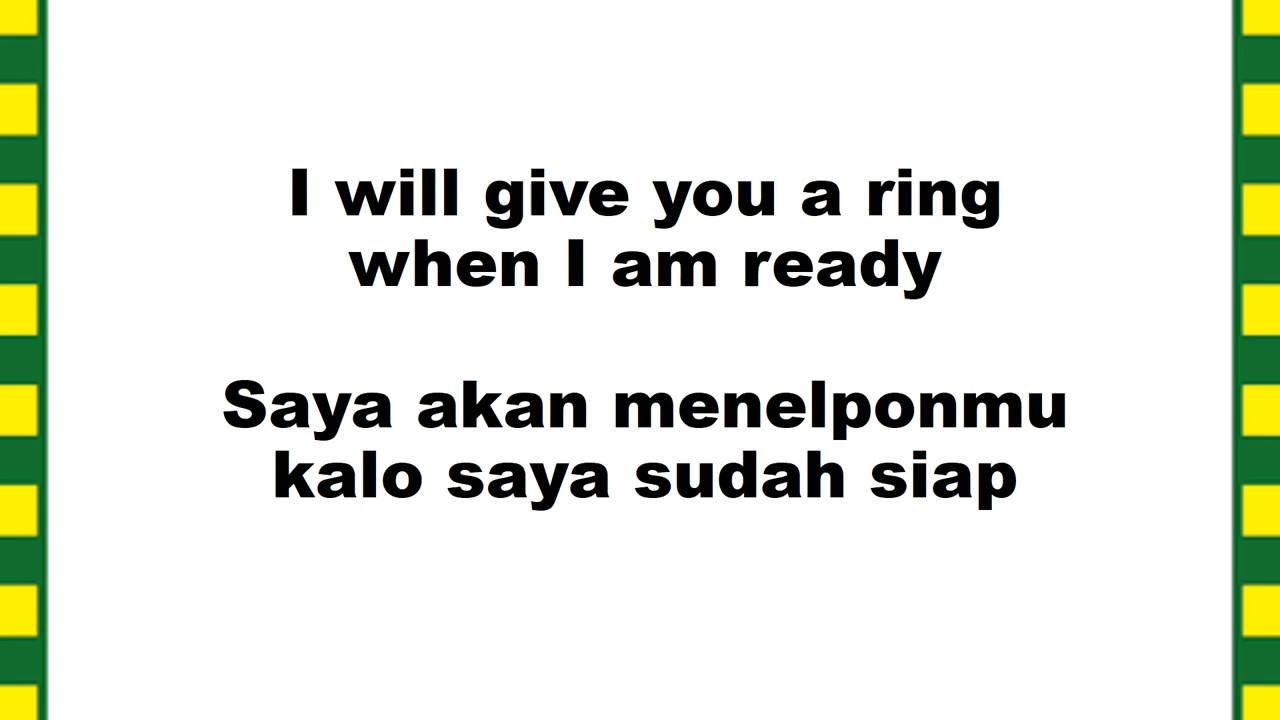 I will give you a ring
when I am ready
Saya akan menelponmu
kalo saya sudah siap